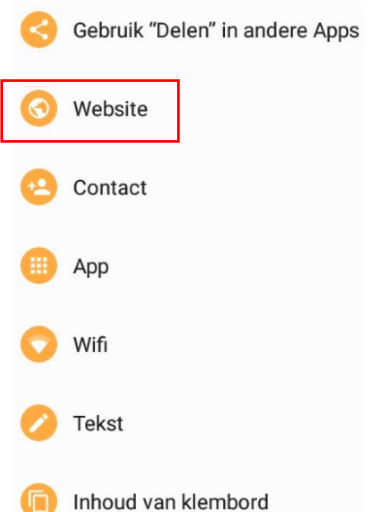 Gebruik “Delen” in andere Apps
Website
Contact
App
Wifi
Tekst
Inhoud van klembord